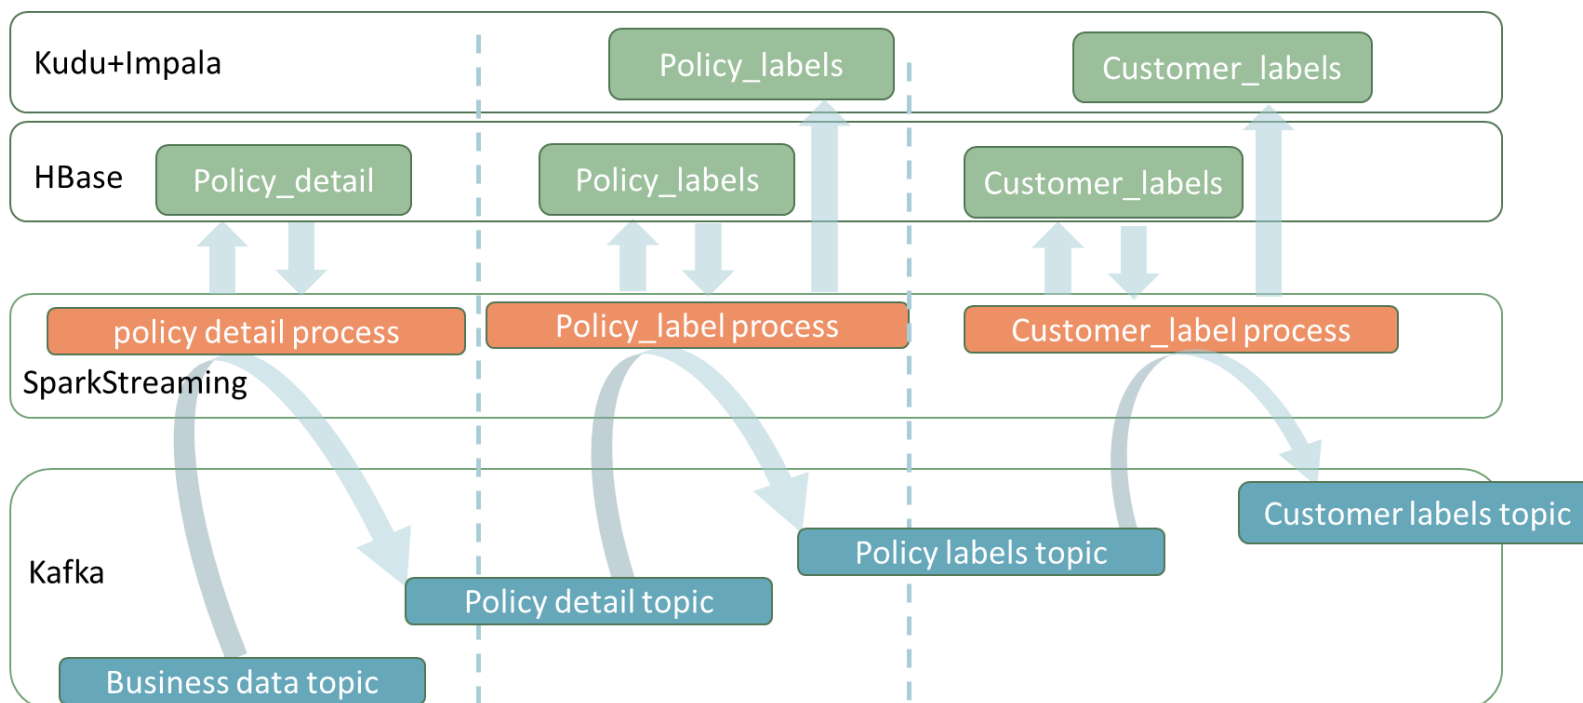 Kudu+Impala
Policy_labels
Customer_labels
HBase
Policy_detail
Policy_labels
Customer_labels
policy detail process
Policy_label process
Customer_label process
SparkStreaming
Customer labels topic
Policy labels topic
Kafka
Policy detail topic
Business data topic